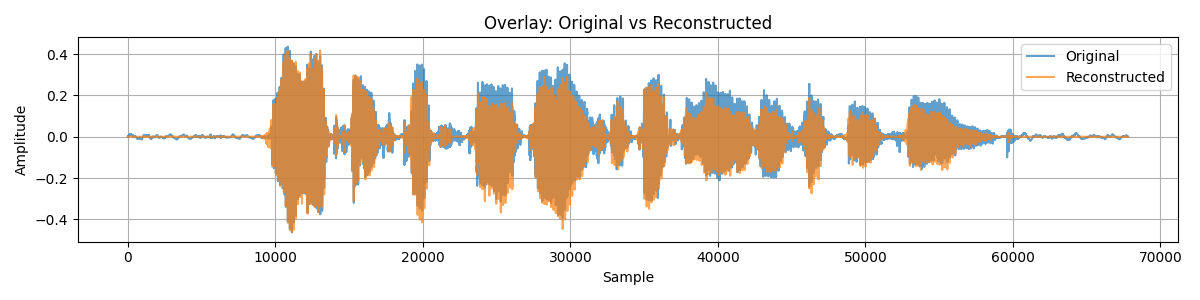 Overlay: Original vs Reconstructed
Original
Reconstructed
Amplitude
0.4
0.2
0.0
−0.2
−0.4
0 10000 20000 30000 40000 50000 60000 70000
Sample